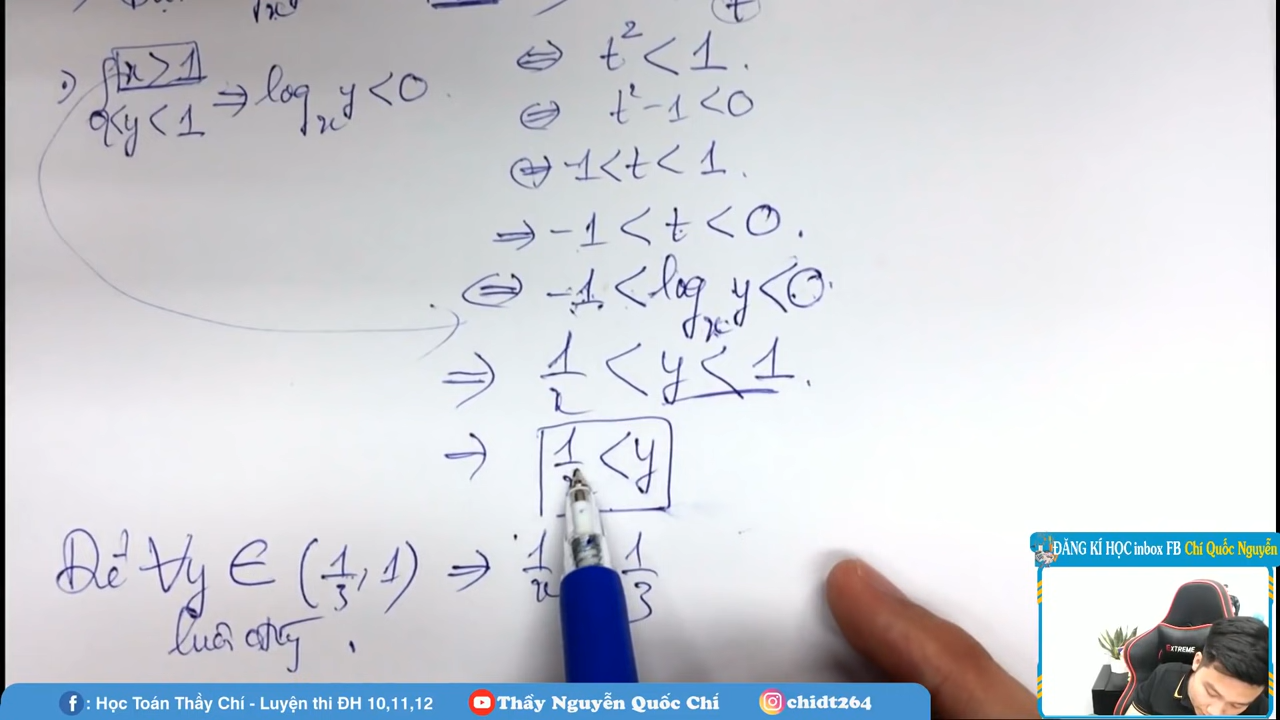 t
x > 1
0 < y < 1 ⇒ log_x y < 0
⇔ t² < 1.
⇔ t² - 1 < 0
⇔ -1 < t < 1.
⇒ -1 < t < 0.
⇔ -1 < log_x y < 0.
⇒ 1/x < y < 1.
⇒ 1/x < y
Để ∀y ∈ (1/3, 1) ⇒ 1/x 1/3
luôn
ĐĂNG KÍ HỌC inbox FB Chí Quốc Nguyễn
EXTREME
f : Học Toán Thầy Chí - Luyện thi ĐH 10,11,12
Thầy Nguyễn Quốc Chí
chidt264